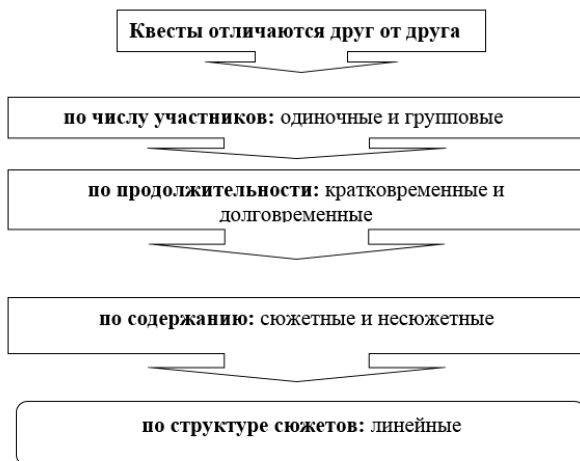 Квесты отличаются друг от друга
по числу участников: одиночные и групповые
по продолжительности: кратковременные и
долговременные
по содержанию: сюжетные и несюжетные
по структуре сюжетов: линейные